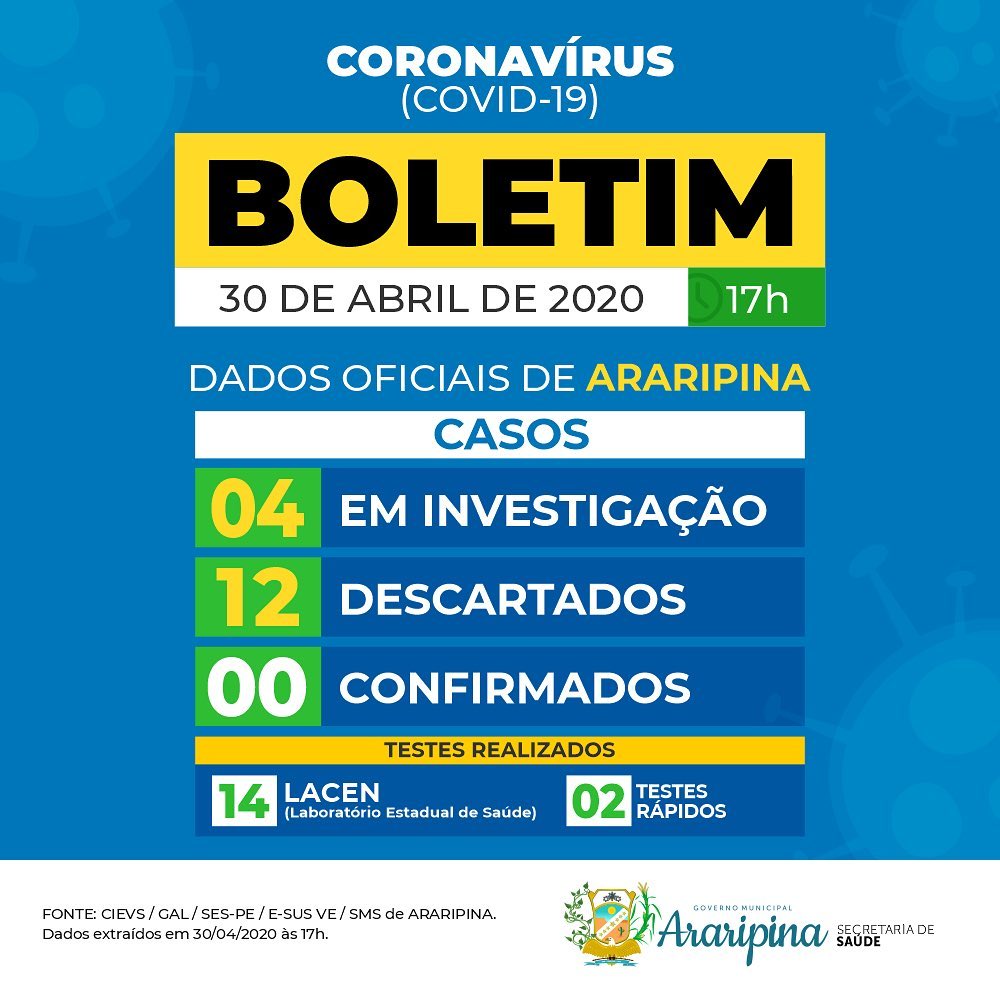 CORONAVÍRUS
(COVID-19)
BOLETIM
30 DE ABRIL DE 2020 17h
DADOS OFICIAIS DE ARARIPINA
CASOS
04 EM INVESTIGAÇÃO
12 DESCARTADOS
00 CONFIRMADOS
TESTES REALIZADOS
14 LACEN
(Laboratório Estadual de Saúde)
02 TESTES
RÁPIDOS
FONTE: CIEVS / GAL / SES-PE / E-SUS VE / SMS de ARARIPINA.
Dados extraídos em 30/04/2020 às 17h.
GOVERNO MUNICIPAL
Araripina
SECRETARIA DE
SAÚDE